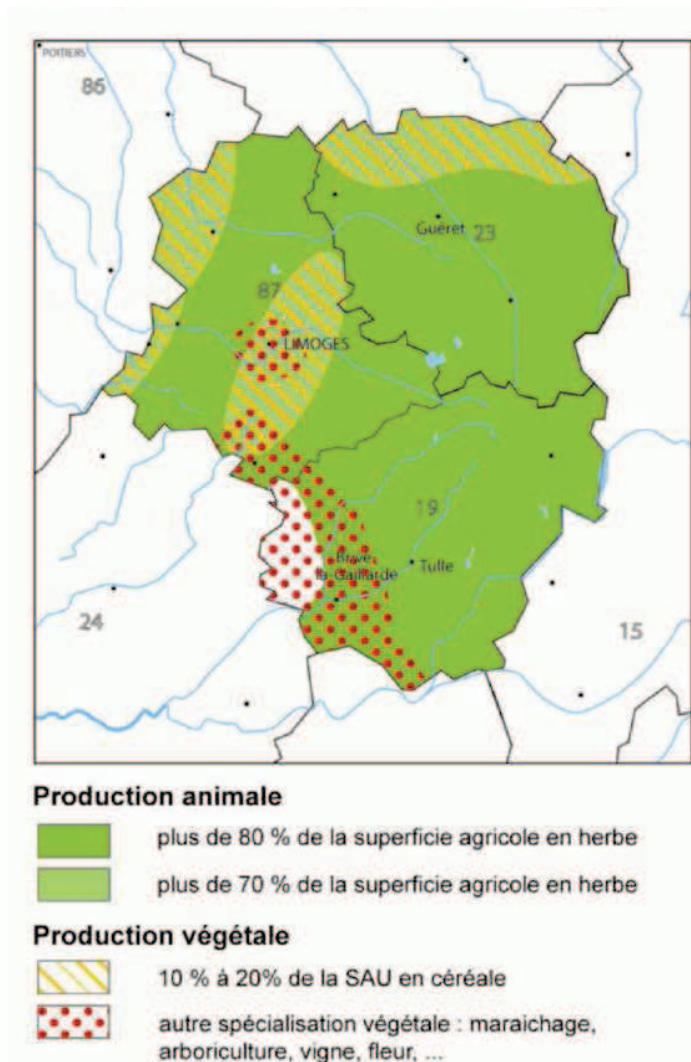 POITIERS
86
Guéret 23
87
LIMOGES
19
Brive
la-Gaillarde
Tulle
24
15
Production animale
plus de 80 % de la superficie agricole en herbe
plus de 70 % de la superficie agricole en herbe
Production végétale
10 % à 20% de la SAU en céréale
autre spécialisation végétale : maraichage,
arboriculture, vigne, fleur, ...